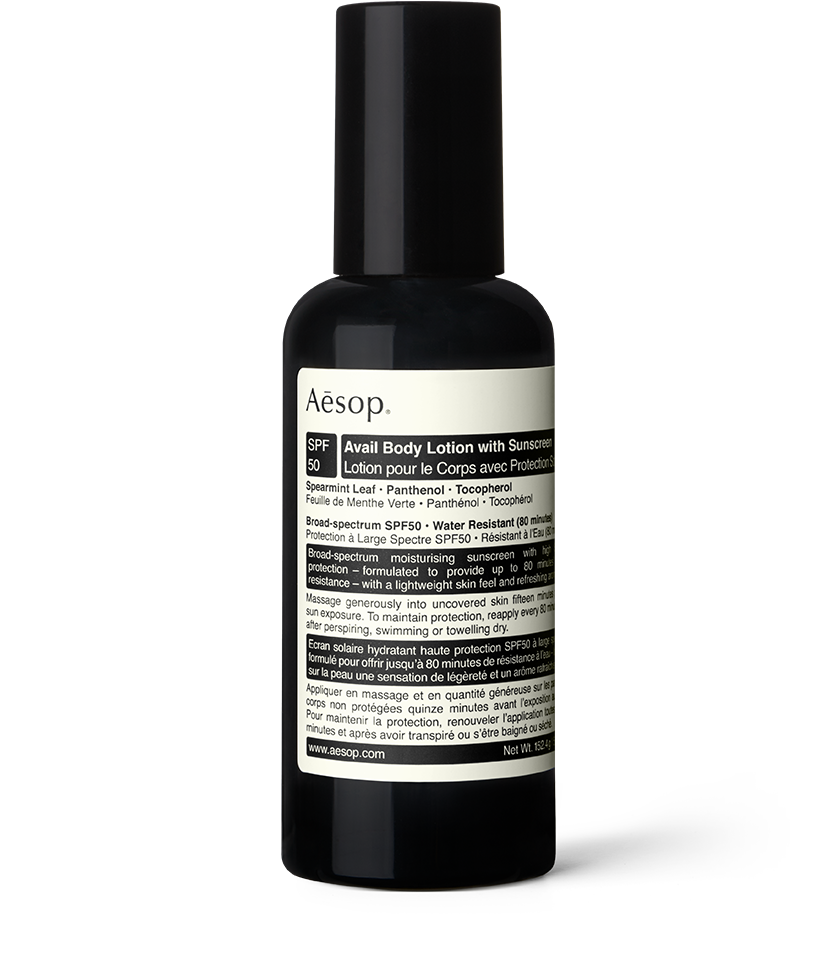 Aēsop®
SPF
50
Avail Body Lotion with Sunscreen
Lotion pour le Corps avec Protection
Spearmint Leaf · Panthenol · Tocopherol
Feuille de Menthe Verte · Panthénol · Tocophérol
Broad-spectrum SPF50 · Water Resistant (80 minutes)
Protection à Large Spectre SPF50 · Résistant à l'Eau (80
Broad-spectrum moisturising sunscreen with high
protection – formulated to provide up to 80
resistance – with a lightweight skin feel and refreshing
Massage generously into uncovered skin fifteen minutes
sun exposure. To maintain protection, reapply every 80
after perspiring, swimming or towelling dry.
Ecran solaire hydratant haute protection SPF50 à large
formulé pour offrir jusqu'à 80 minutes de résistance à l'eau
sur la peau une sensation de légèreté et un arôme
Appliquer en massage et en quantité généreuse sur les
corps non protégées quinze minutes avant l'exposition
Pour maintenir la protection, renouveler l'application
minutes et après avoir transpiré ou s'être baigné ou séché.
www.aesop.com Net Wt. 152.4 g